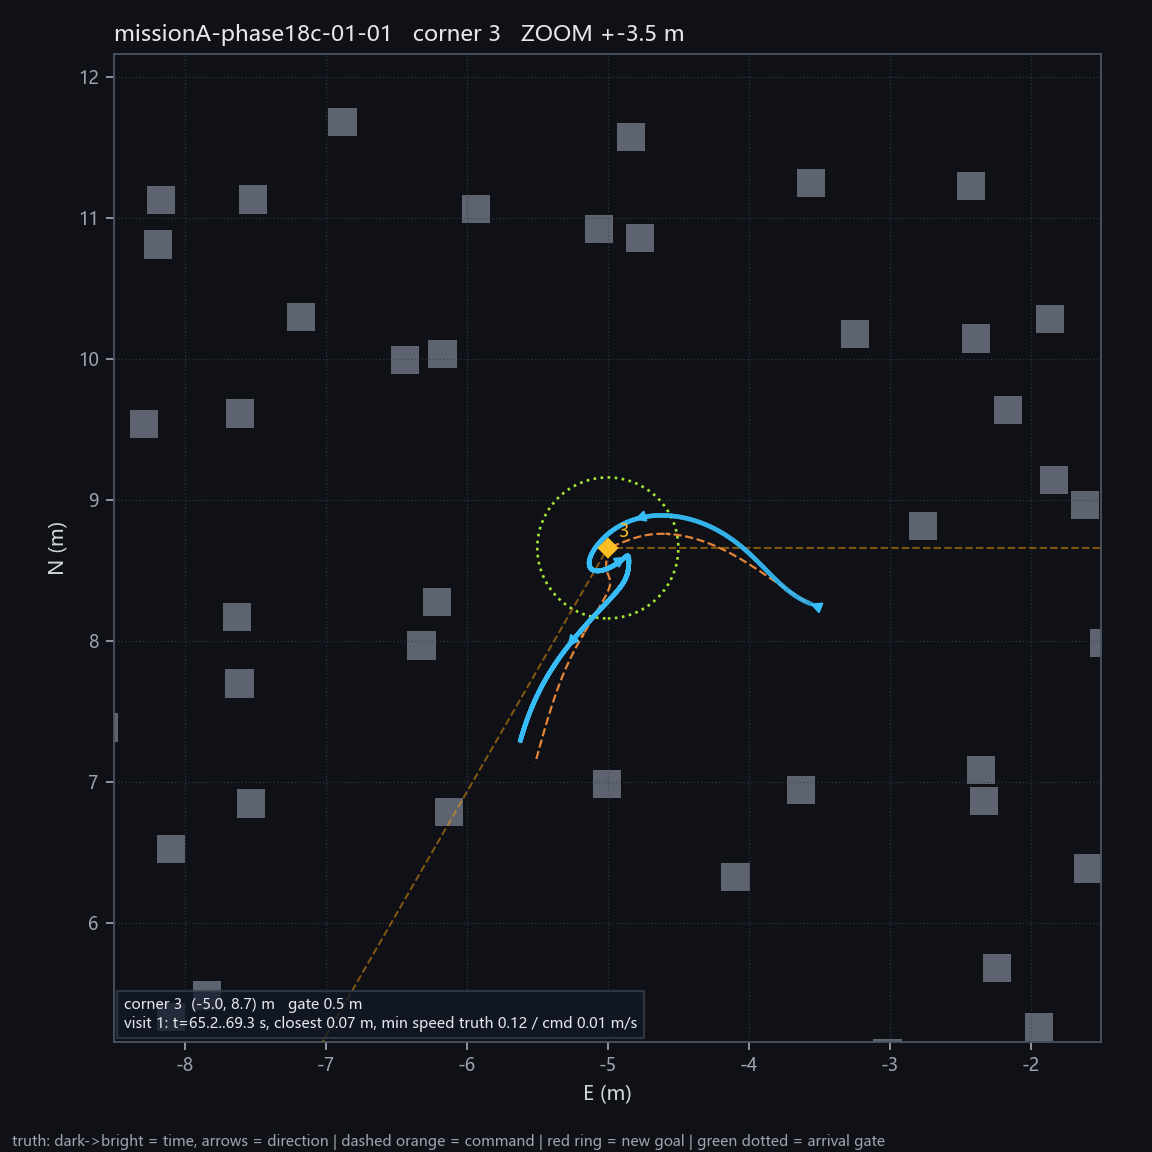 missionA-phase18c-01-01   corner 3   ZOOM +-3.5 m
12
11
10
9
8
7
6
N (m)
3
corner 3  (-5.0, 8.7) m   gate 0.5 m
visit 1: t=65.2..69.3 s, closest 0.07 m, min speed truth 0.12 / cmd 0.01 m/s
-8 -7 -6 -5 -4 -3 -2
E (m)
truth: dark->bright = time, arrows = direction | dashed orange = command | red ring = new goal | green dotted = arrival gate